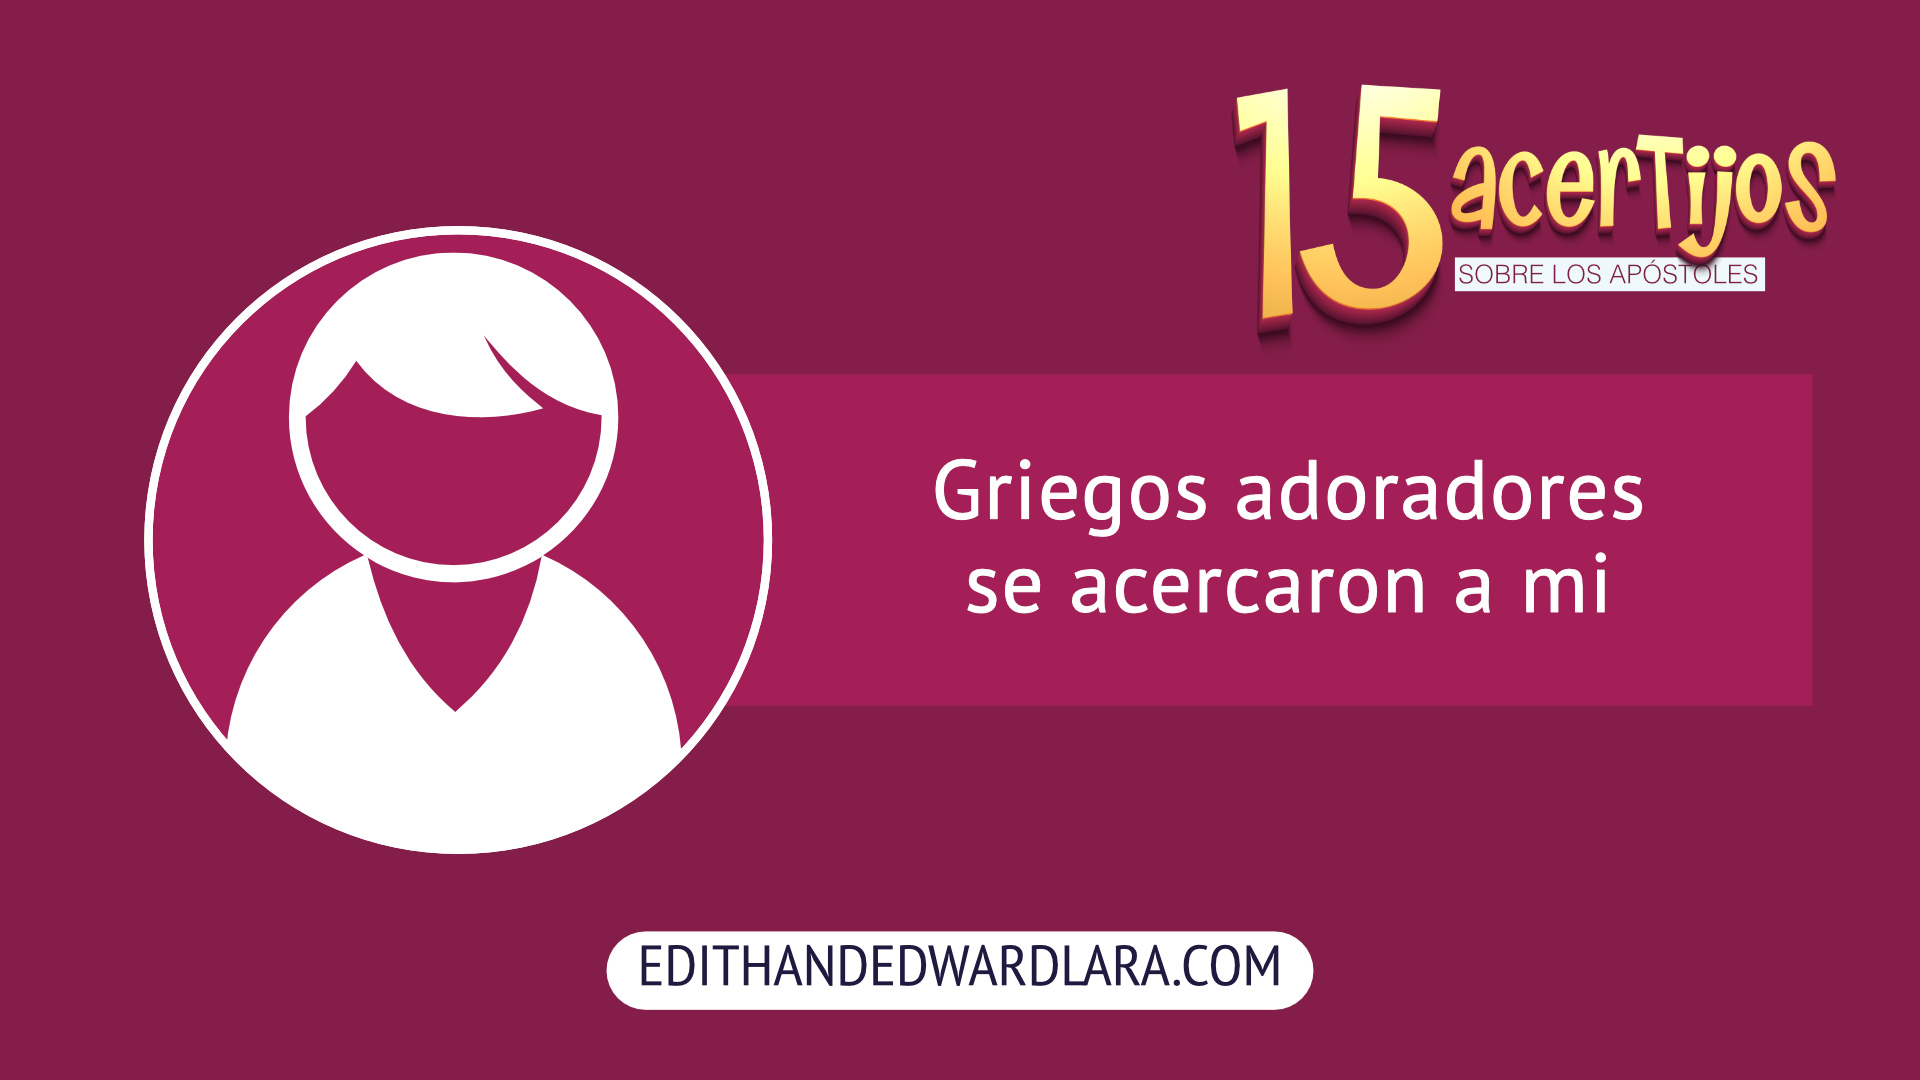 15 acertijos
SOBRE LOS APÓSTOLES
Griegos adoradores
se acercaron a mi
EDITHANDEDWARDLARA.COM